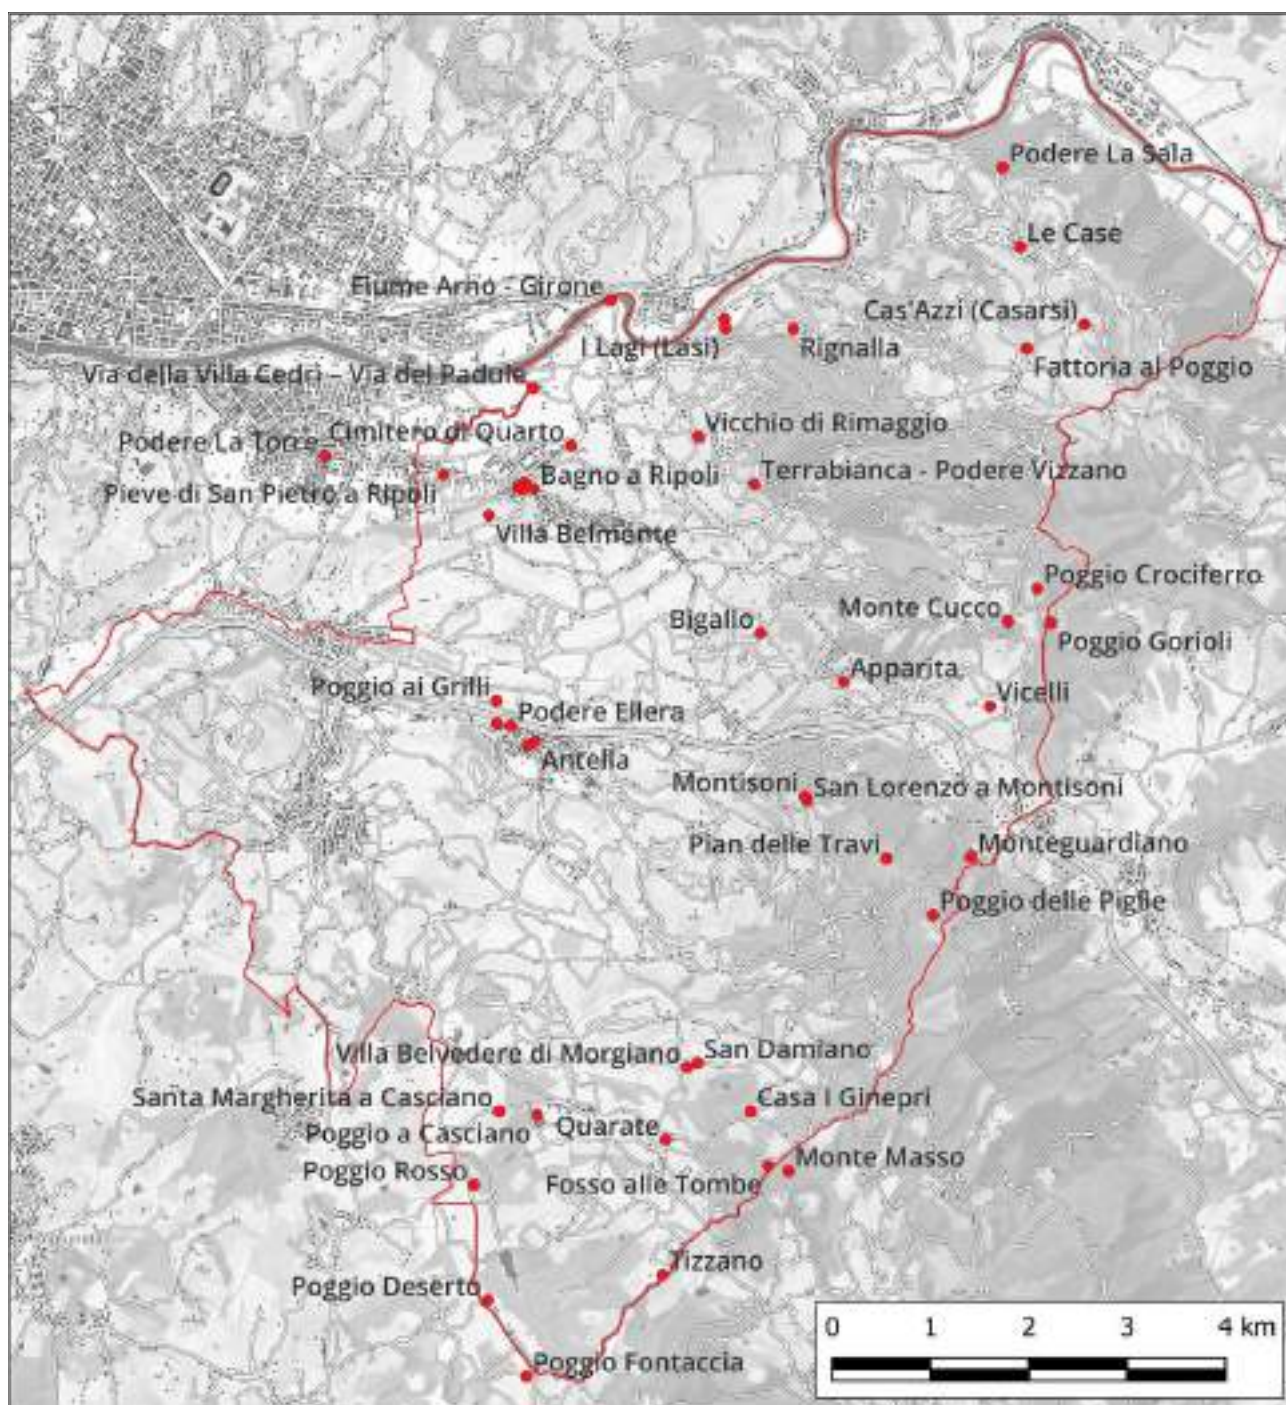 Podere La Sala
Le Case
Fiume Arno - Girone
Cas'Azzi (Casarsi)
I Lagi (Lasi)
Rignalla
Fattoria al Poggio
Via della Villa Cedri – Via del Padule
Vicchio di Rimaggio
Podere La Torre
Cimitero di Quarto
Terrabianca - Podere Vizzano
Pieve di San Pietro a Ripoli
Bagno a Ripoli
Villa Belmonte
Poggio Crociferro
Monte Cucco
Bigallo
Poggio Gorioli
Apparita
Poggio ai Grilli
Vicelli
Podere Ellera
Antella
Montisoni
San Lorenzo a Montisoni
Pian delle Travi
Monteguardiano
Poggio delle Piglie
Villa Belvedere di Morgiano
San Damiano
Santa Margherita a Casciano
Casa I Ginepri
Poggio a Casciano
Quarate
Poggio Rosso
Monte Masso
Fosso alle Tombe
Tizzano
Poggio Deserto
Poggio Fontaccia
0 1 2 3 4 km